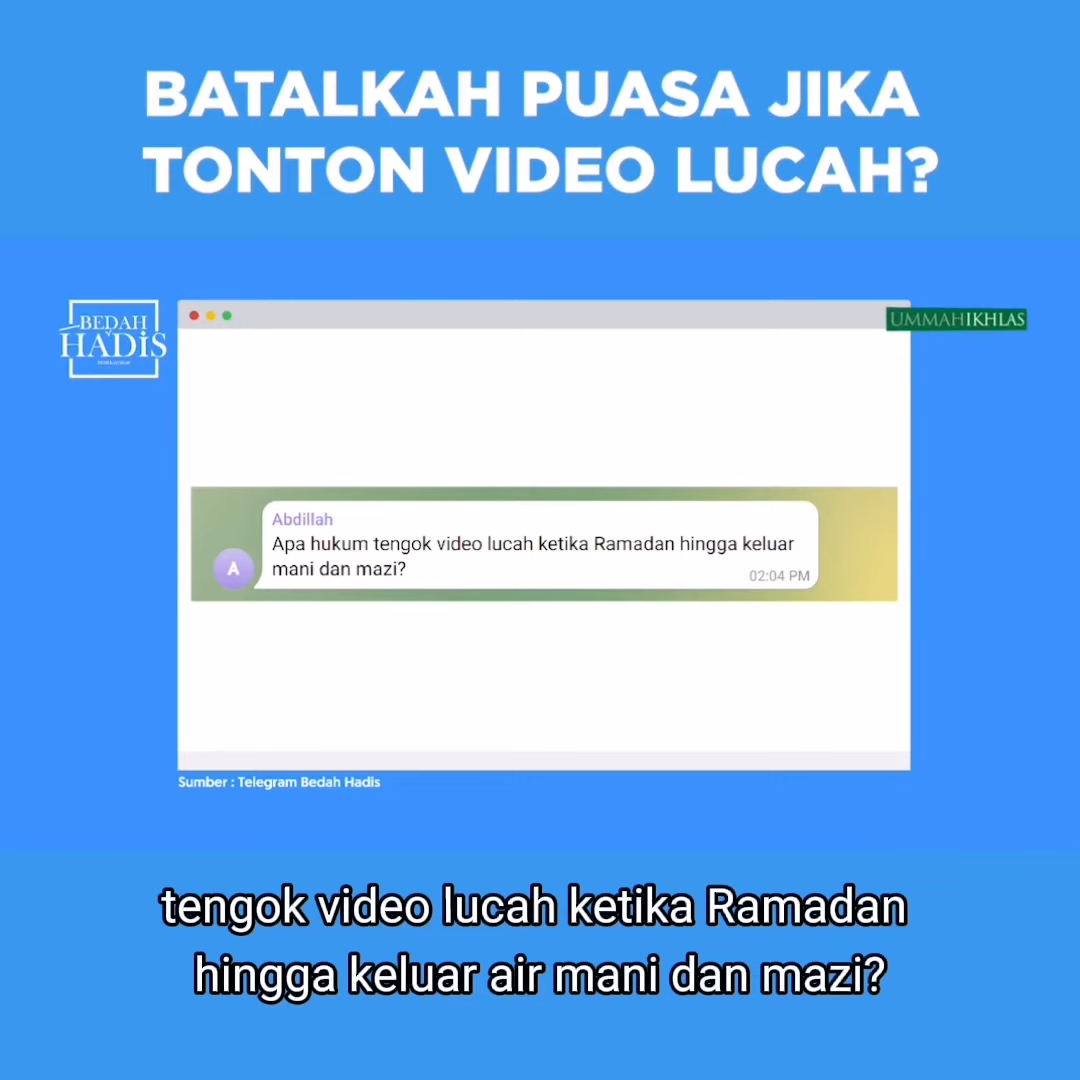 BATALKAH PUASA JIKA
TONTON VIDEO LUCAH?
BEDAH
HADIS
UMMAHIKHLAS
Abdillah
Apa hukum tengok video lucah ketika Ramadan hingga keluar
mani dan mazi?
02:04 PM
A
Sumber : Telegram Bedah Hadis
tengok video lucah ketika Ramadan
hingga keluar air mani dan mazi?